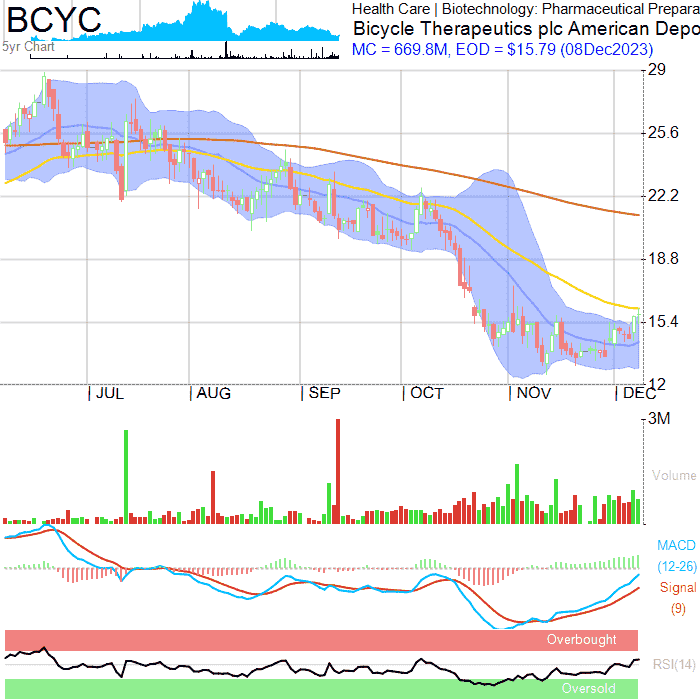 BCYC
5yr Chart
Health Care | Biotechnology: Pharmaceutical Prepara
Bicycle Therapeutics plc American Depo
MC = 669.8M, EOD = $15.79 (08Dec2023)
29
25.6
22.2
18.8
15.4
12
| JUL | AUG | SEP | OCT | NOV | DEC
3M
Volume
MACD
(12-26)
Signal
(9)
Overbought
RSI(14)
Oversold